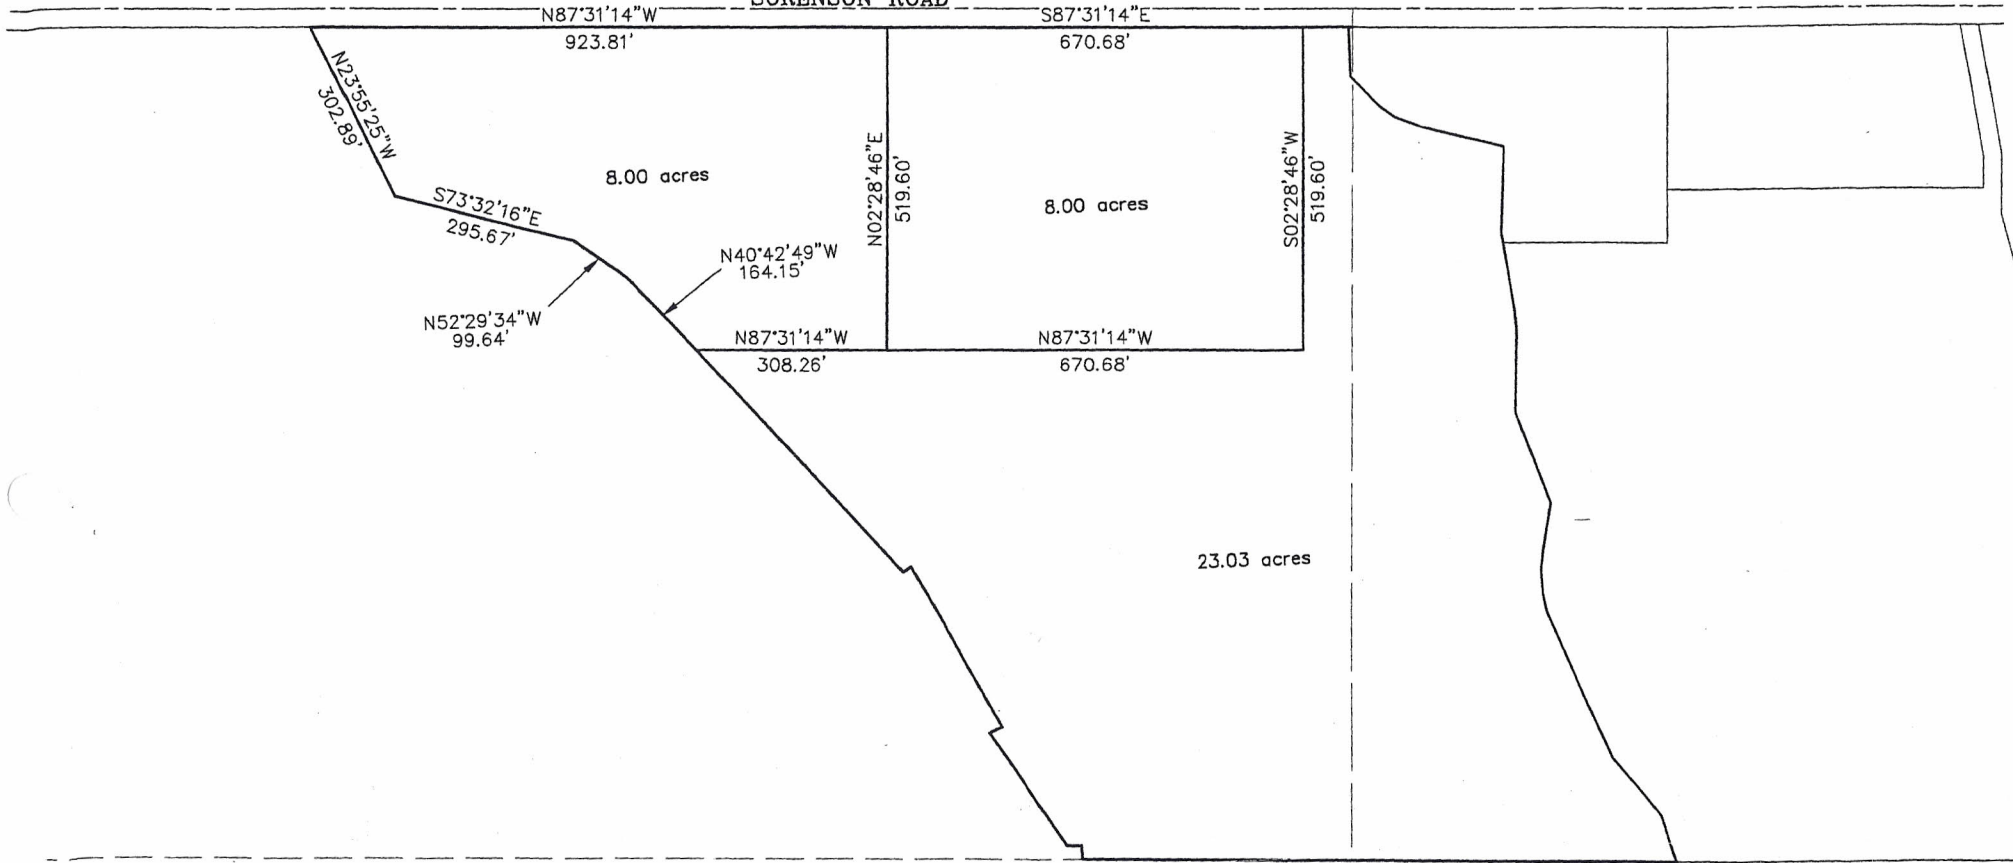 SORENSON ROAD
N87°31'14"W
923.81'
S87°31'14"E
670.68'
N23°55'25"W
302.89'
8.00 acres
S73°32'16"E
295.67'
N02°28'46"E
519.60'
8.00 acres
S02°28'46"W
519.60'
N40°42'49"W
164.15'
N52°29'34"W
99.64'
N87°31'14"W
308.26'
N87°31'14"W
670.68'
23.03 acres